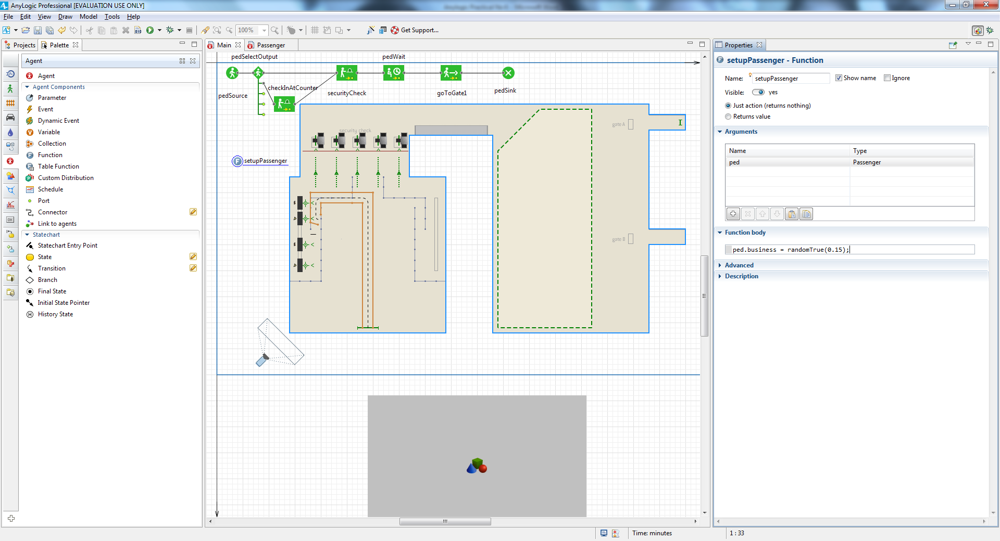 AnyLogic Professional [EVALUATION USE ONLY]
File Edit View Draw Model Tools Help
100% Get Support...
Projects Palette
Agent
Agent
Agent Components
Parameter
Event
Dynamic Event
Variable
Collection
Function
Table Function
Custom Distribution
Schedule
Port
Connector
Link to agents
Statechart
Statechart Entry Point
State
Transition
Branch
Final State
Initial State Pointer
History State
Main Passenger
pedSelectOutput pedWait
checkInAtCounter
pedSource securityCheck goToGate1 pedSink
security check
gate A
setupPassenger
gate B
Properties
setupPassenger - Function
Name: setupPassenger Show name Ignore
Visible: yes
Just action (returns nothing)
Returns value
Arguments
Name Type
ped Passenger
Function body
ped.business = randomTrue(0.15);
Advanced
Description
Time: minutes 1 : 33